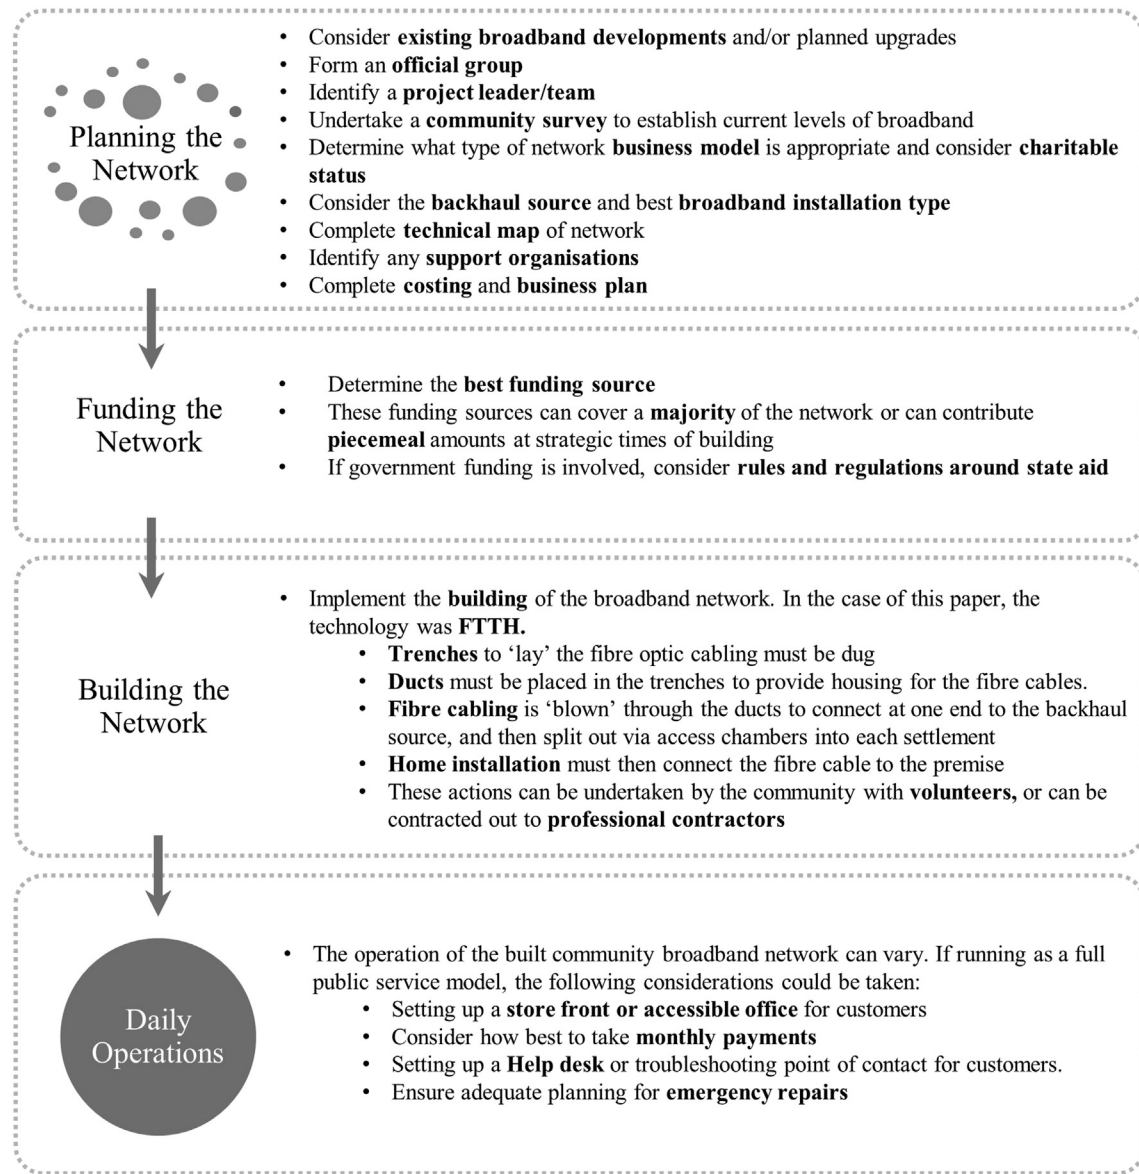 Planning the
Network
• Consider existing broadband developments and/or planned upgrades
• Form an official group
• Identify a project leader/team
• Undertake a community survey to establish current levels of broadband
• Determine what type of network business model is appropriate and consider charitable
status
• Consider the backhaul source and best broadband installation type
• Complete technical map of network
• Identify any support organisations
• Complete costing and business plan
Funding the
Network
• Determine the best funding source
• These funding sources can cover a majority of the network or can contribute
piecemeal amounts at strategic times of building
• If government funding is involved, consider rules and regulations around state aid
Building the
Network
• Implement the building of the broadband network. In the case of this paper, the
technology was FTTH.
• Trenches to ‘lay’ the fibre optic cabling must be dug
• Ducts must be placed in the trenches to provide housing for the fibre cables.
• Fibre cabling is ‘blown’ through the ducts to connect at one end to the backhaul
source, and then split out via access chambers into each settlement
• Home installation must then connect the fibre cable to the premise
• These actions can be undertaken by the community with volunteers, or can be
contracted out to professional contractors
Daily
Operations
• The operation of the built community broadband network can vary. If running as a full
public service model, the following considerations could be taken:
• Setting up a store front or accessible office for customers
• Consider how best to take monthly payments
• Setting up a Help desk or troubleshooting point of contact for customers.
• Ensure adequate planning for emergency repairs